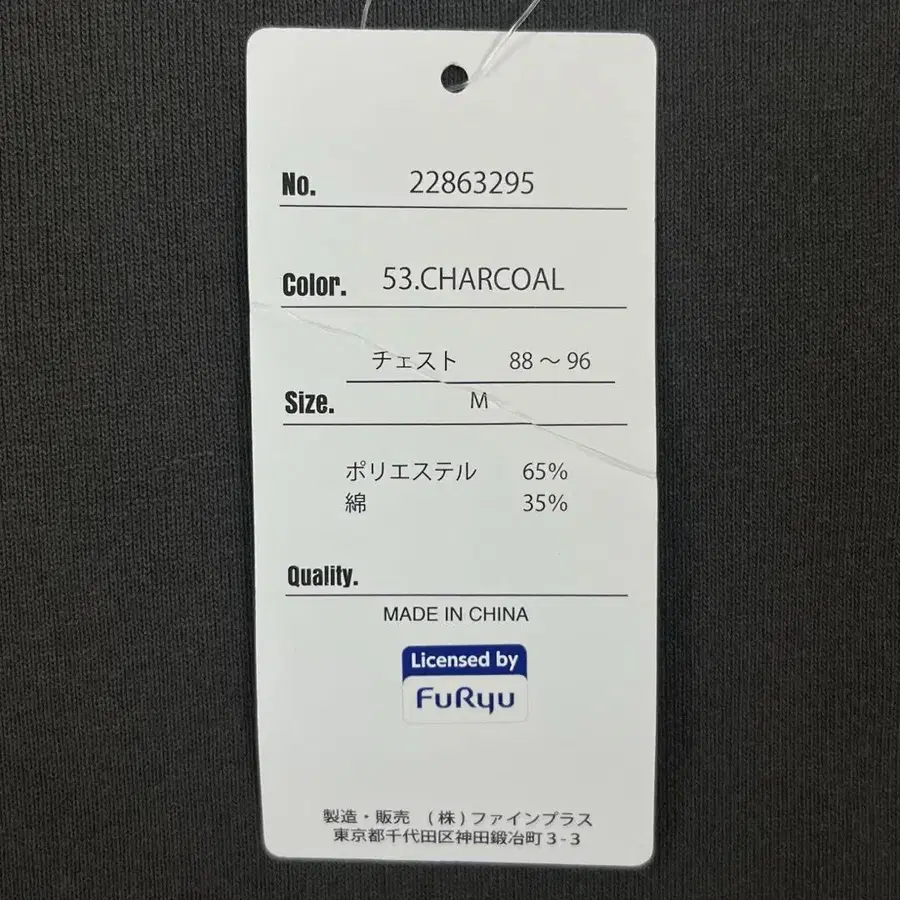 No. 22863295
Color. 53.CHARCOAL
チェスト 88～96
Size. M
ポリエステル 65%
綿 35%
Quality.
MADE IN CHINA
Licensed by
FuRyu
製造・販売 (株)ファインプラス
東京都千代田区神田鍛冶町3-3